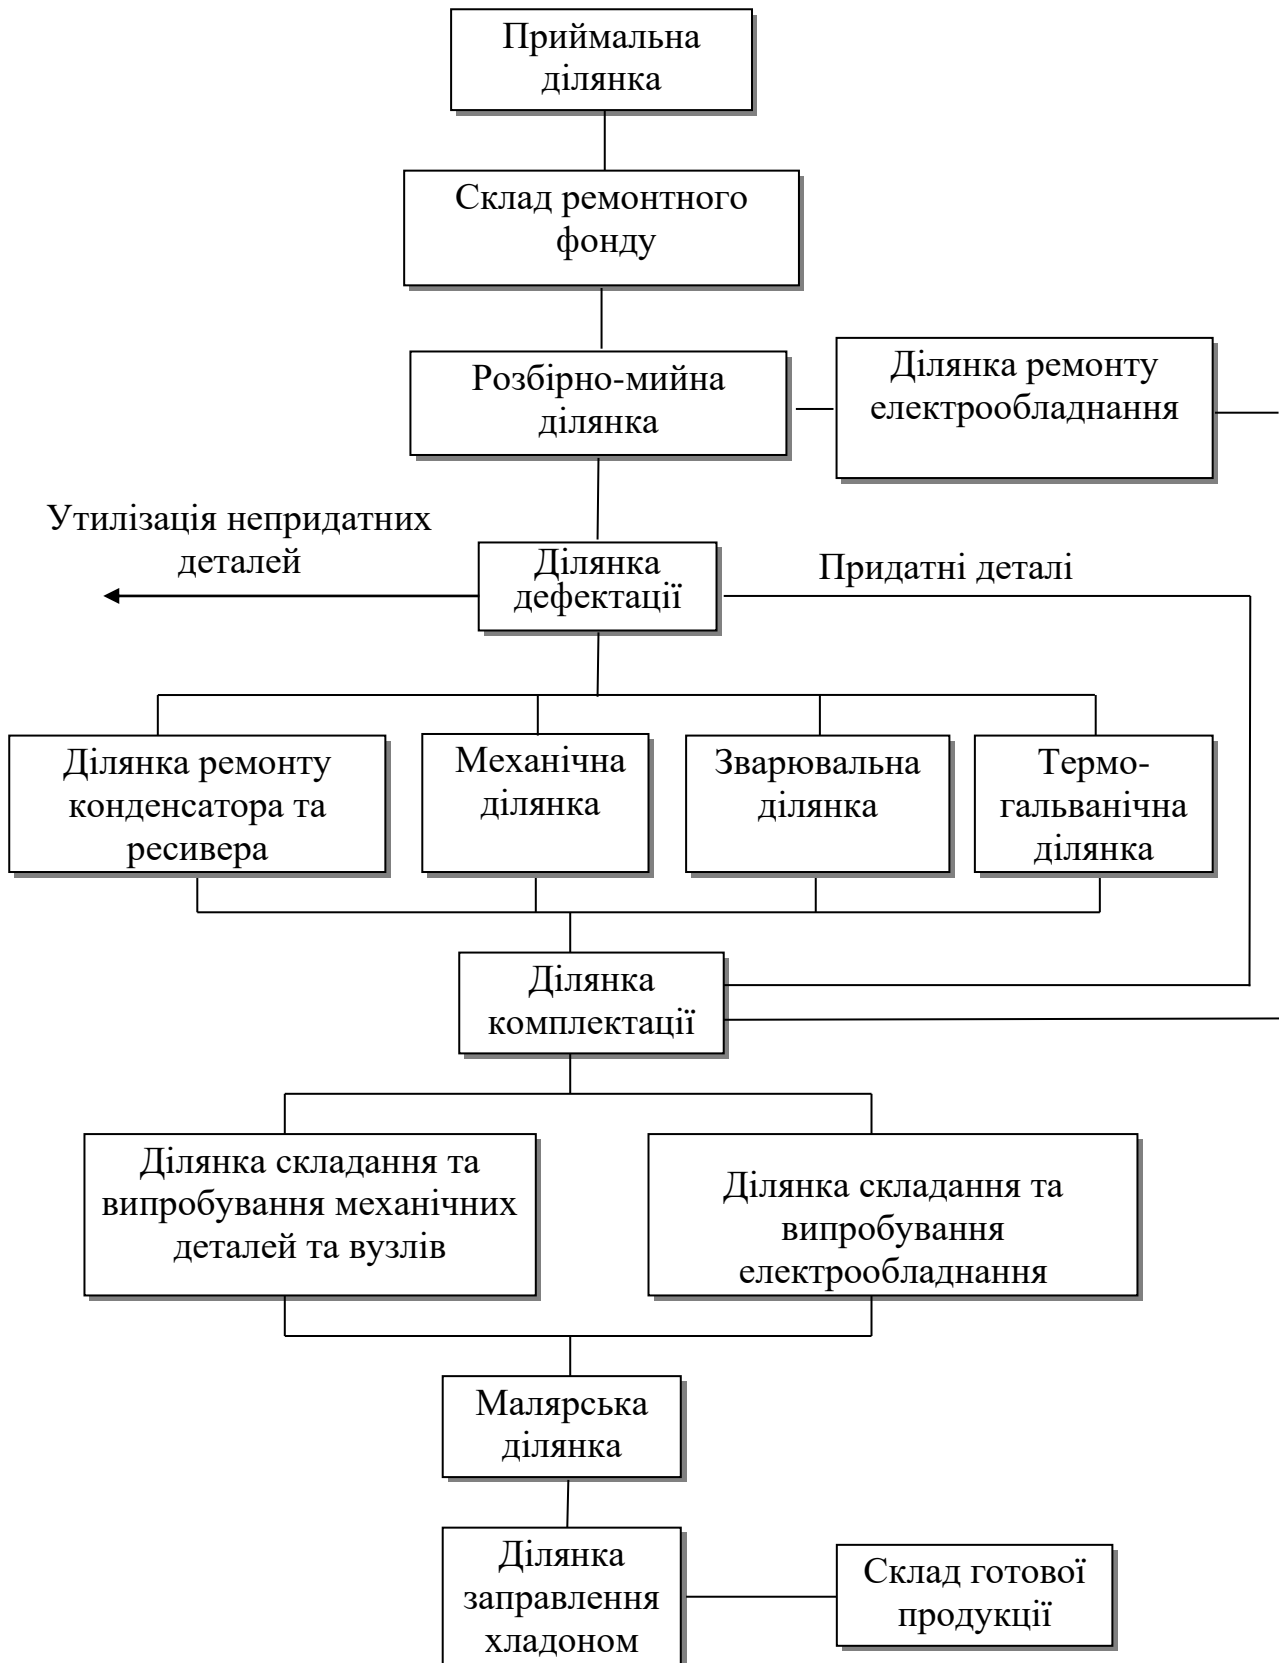 Приймальна
ділянка
Склад ремонтного
фонду
Розбірно-мийна
ділянка
Ділянка ремонту
електрообладнання
Утилізація непридатних
деталей
Ділянка
дефектації
Придатні деталі
Ділянка ремонту
конденсатора та
ресивера
Механічна
ділянка
Зварювальна
ділянка
Термо-
гальванічна
ділянка
Ділянка
комплектації
Ділянка складання та
випробування механічних
деталей та вузлів
Ділянка складання та
випробування
електрообладнання
Малярська
ділянка
Ділянка
заправлення
хладоном
Склад готової
продукції